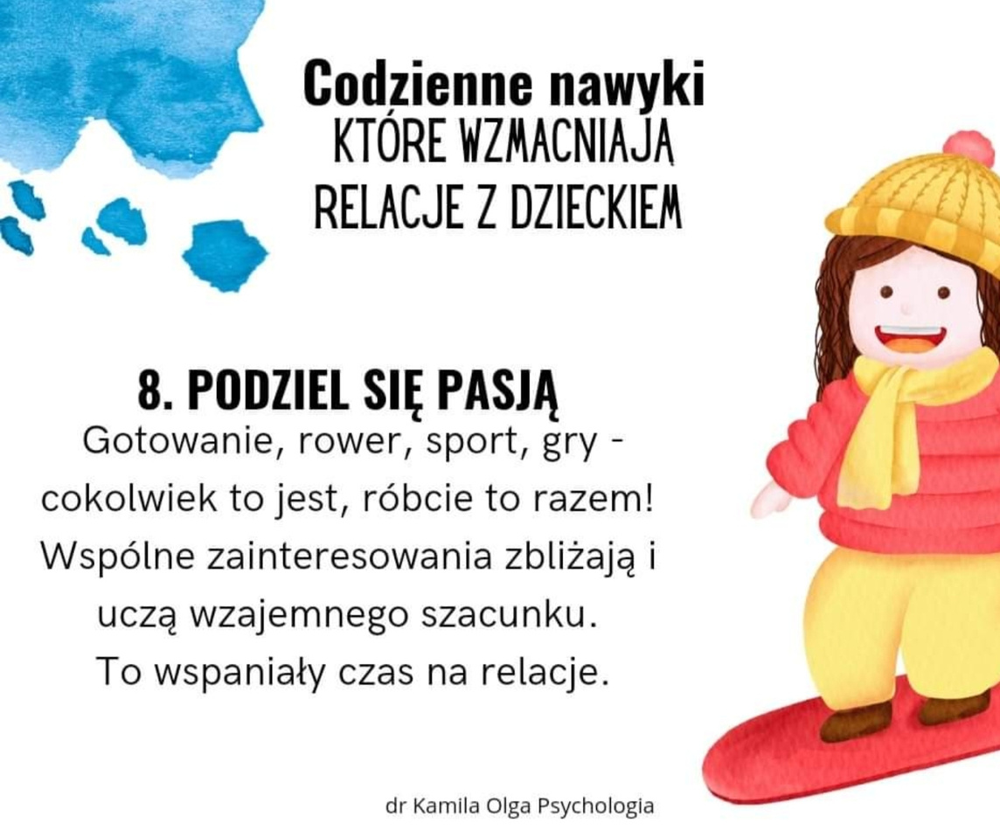 Codzienne nawyki
KTÓRE WZMACNIAJĄ
RELACJE Z DZIECKIEM
8. PODZIEL SIĘ PASJĄ
Gotowanie, rower, sport, gry -
cokolwiek to jest, róbcie to razem!
Wspólne zainteresowania zbliżają i
uczą wzajemnego szacunku.
To wspaniały czas na relacje.
dr Kamila Olga Psychologia